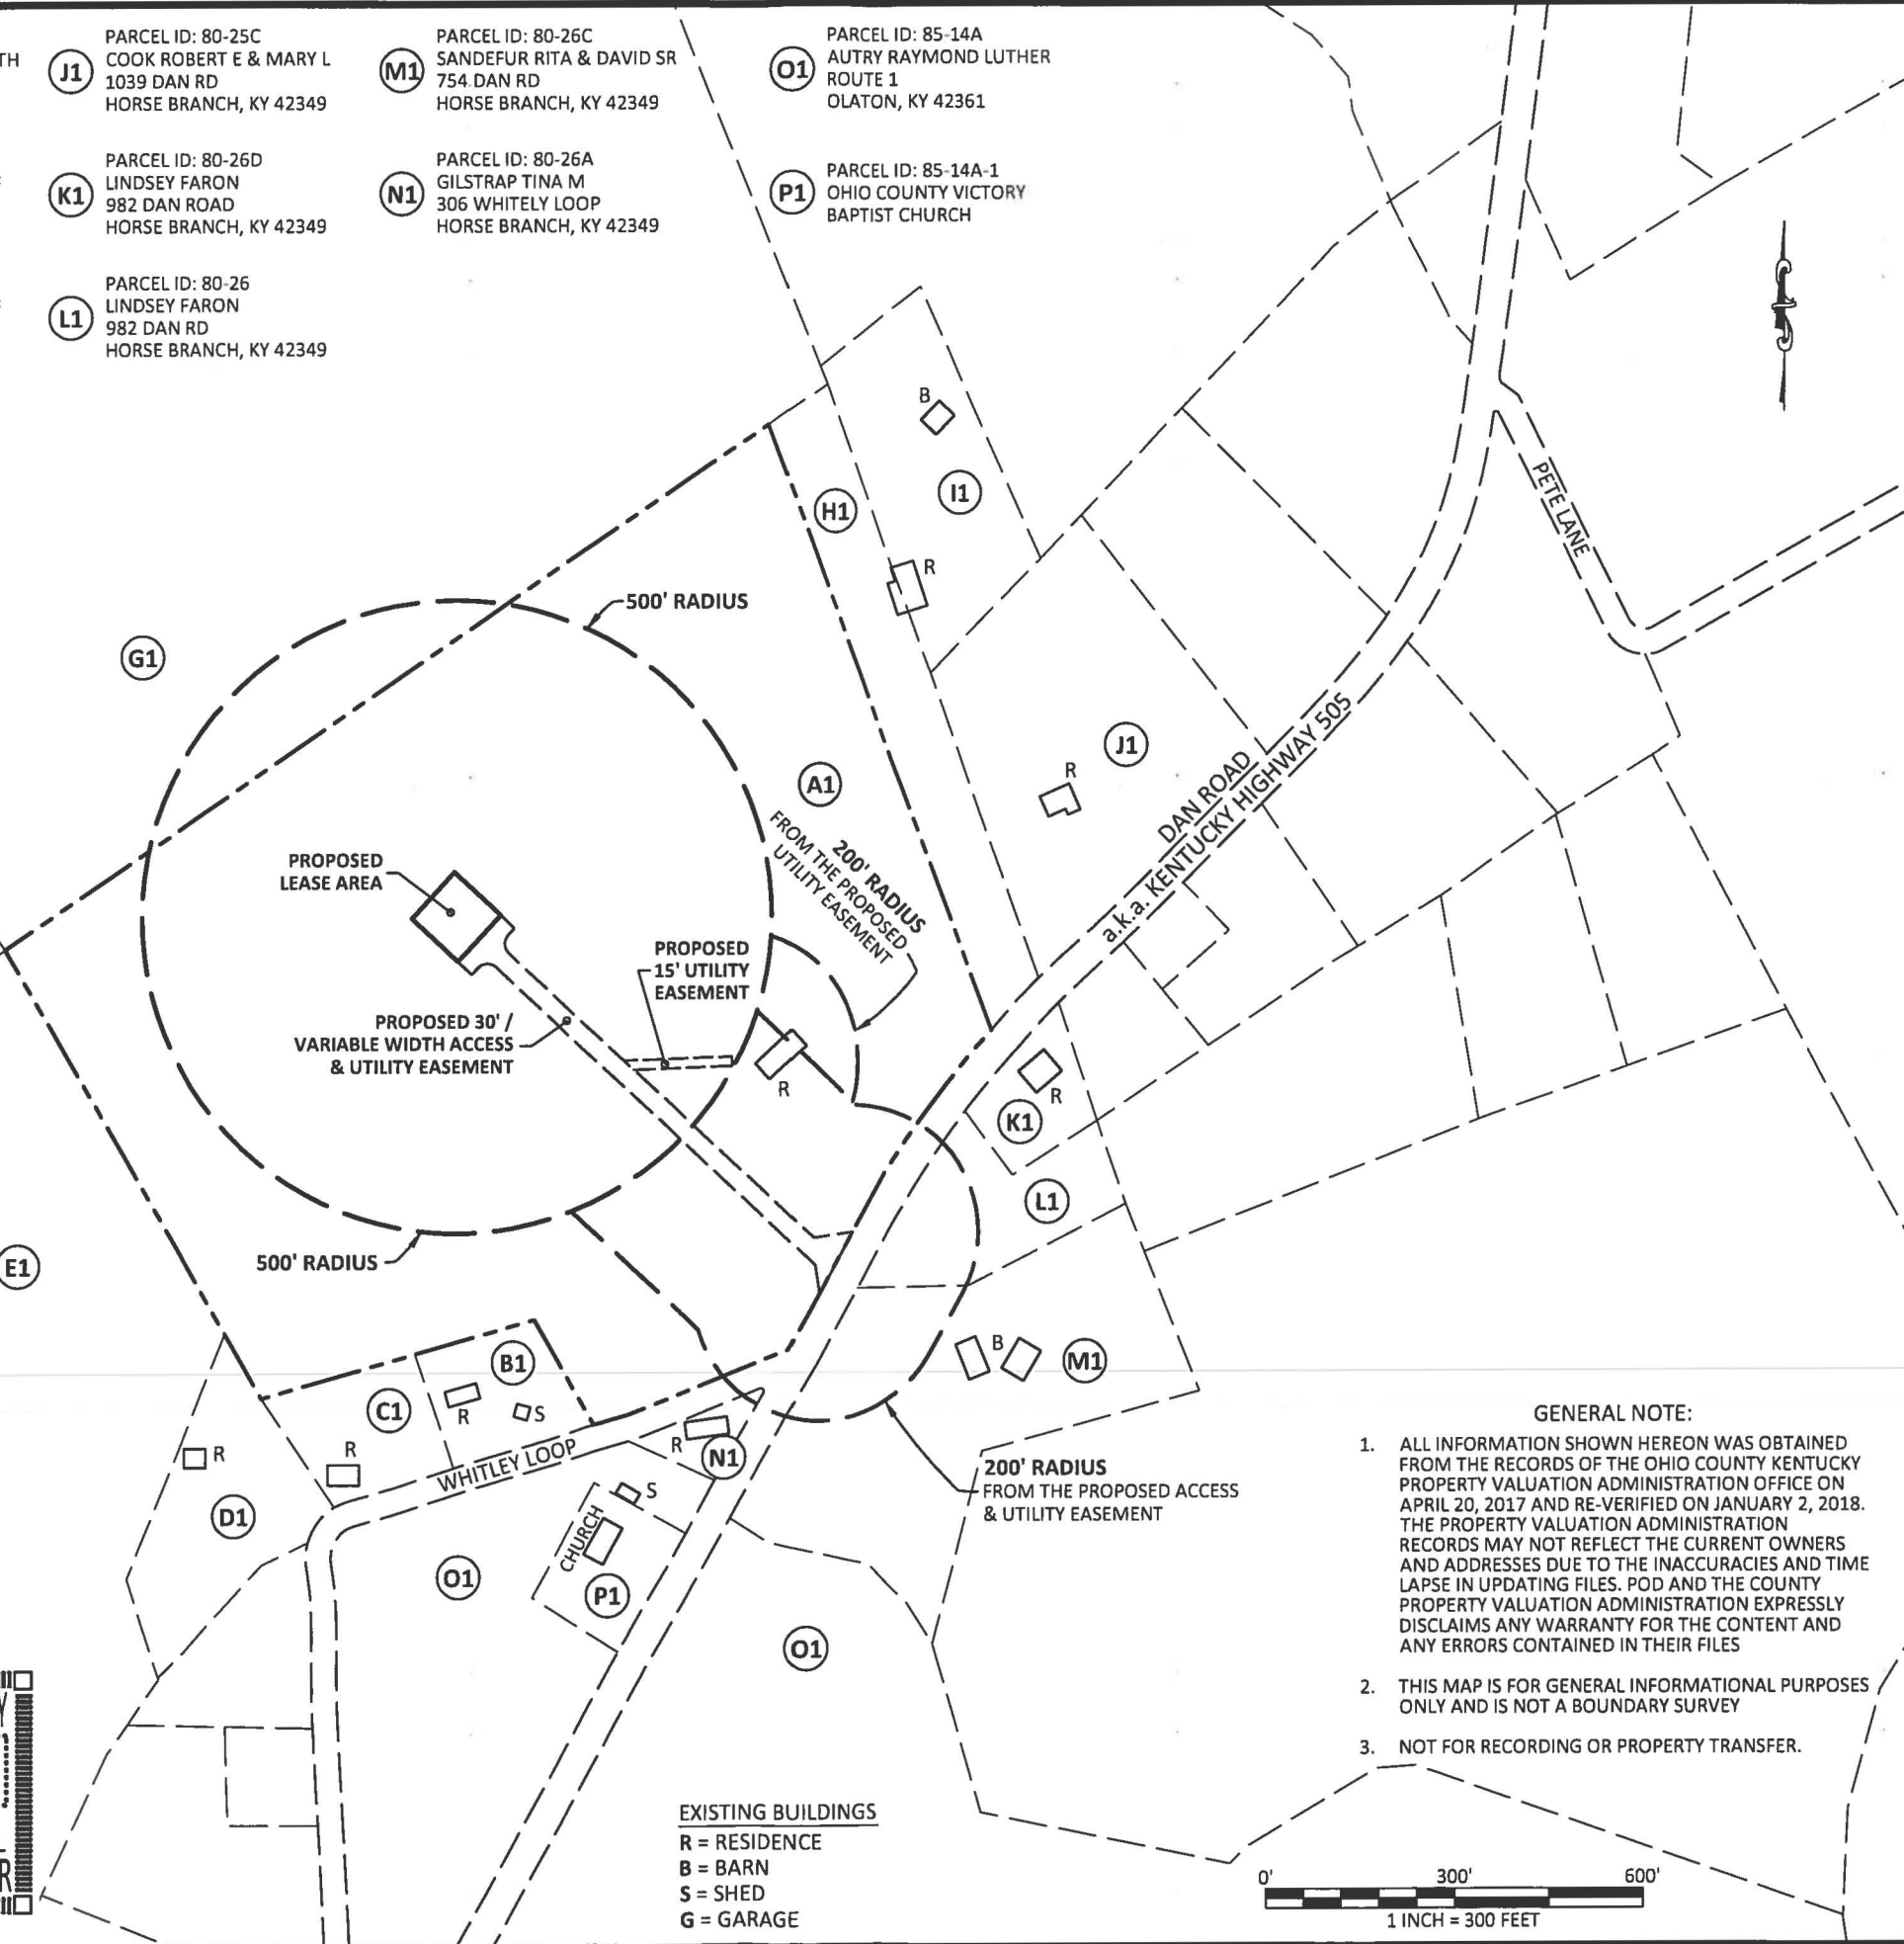 TH
J1
PARCEL ID: 80-25C
COOK ROBERT E & MARY L
1039 DAN RD
HORSE BRANCH, KY 42349
M1
PARCEL ID: 80-26C
SANDEFUR RITA & DAVID SR
754 DAN RD
HORSE BRANCH, KY 42349
O1
PARCEL ID: 85-14A
AUTRY RAYMOND LUTHER
ROUTE 1
OLATON, KY 42361
K1
PARCEL ID: 80-26D
LINDSEY FARON
982 DAN ROAD
HORSE BRANCH, KY 42349
N1
PARCEL ID: 80-26A
GILSTRAP TINA M
306 WHITELY LOOP
HORSE BRANCH, KY 42349
P1
PARCEL ID: 85-14A-1
OHIO COUNTY VICTORY
BAPTIST CHURCH
L1
PARCEL ID: 80-26
LINDSEY FARON
982 DAN RD
HORSE BRANCH, KY 42349
B
I1
H1
PETE LANE
R
500' RADIUS
G1
J1
R
A1
DAN ROAD
a.k.a. KENTUCKY HIGHWAY 505
200' RADIUS
FROM THE PROPOSED
UTILITY EASEMENT
PROPOSED
LEASE AREA
PROPOSED
15' UTILITY
EASEMENT
PROPOSED 30' /
VARIABLE WIDTH ACCESS
& UTILITY EASEMENT
R
R
K1
L1
500' RADIUS
E1
B
M1
B1
C1
R
S
R
R
D1
WHITLEY LOOP
R
N1
S
CHURCH
P1
O1
O1
200' RADIUS
FROM THE PROPOSED ACCESS
& UTILITY EASEMENT
GENERAL NOTE:
1. ALL INFORMATION SHOWN HEREON WAS OBTAINED
FROM THE RECORDS OF THE OHIO COUNTY KENTUCKY
PROPERTY VALUATION ADMINISTRATION OFFICE ON
APRIL 20, 2017 AND RE-VERIFIED ON JANUARY 2, 2018.
THE PROPERTY VALUATION ADMINISTRATION
RECORDS MAY NOT REFLECT THE CURRENT OWNERS
AND ADDRESSES DUE TO THE INACCURACIES AND TIME
LAPSE IN UPDATING FILES. POD AND THE COUNTY
PROPERTY VALUATION ADMINISTRATION EXPRESSLY
DISCLAIMS ANY WARRANTY FOR THE CONTENT AND
ANY ERRORS CONTAINED IN THEIR FILES
2. THIS MAP IS FOR GENERAL INFORMATIONAL PURPOSES
ONLY AND IS NOT A BOUNDARY SURVEY
3. NOT FOR RECORDING OR PROPERTY TRANSFER.
EXISTING BUILDINGS
R = RESIDENCE
B = BARN
S = SHED
G = GARAGE
0' 300' 600'
1 INCH = 300 FEET